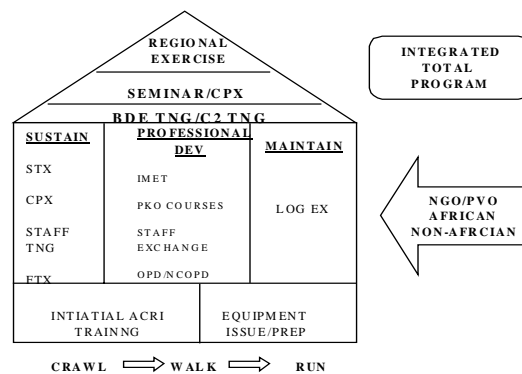 REGIONAL
EXERCISE
SEMINAR/CPX
BDE TNG/C2 TNG
INTEGRATED
TOTAL
PROGRAM
SUSTAIN
STX
CPX
STAFF
TNG
FTX
PROFESSIONAL
DEV
IMET
PKO COURSES
STAFF
EXCHANGE
OPD/NCOPD
MAINTAIN
LOG EX
NGO/PVO
AFRICAN
NON-AFRCIAN
INTIATIAL ACRI
TRAINNG
EQUIPMENT
ISSUE/PREP
CRAWL WALK RUN